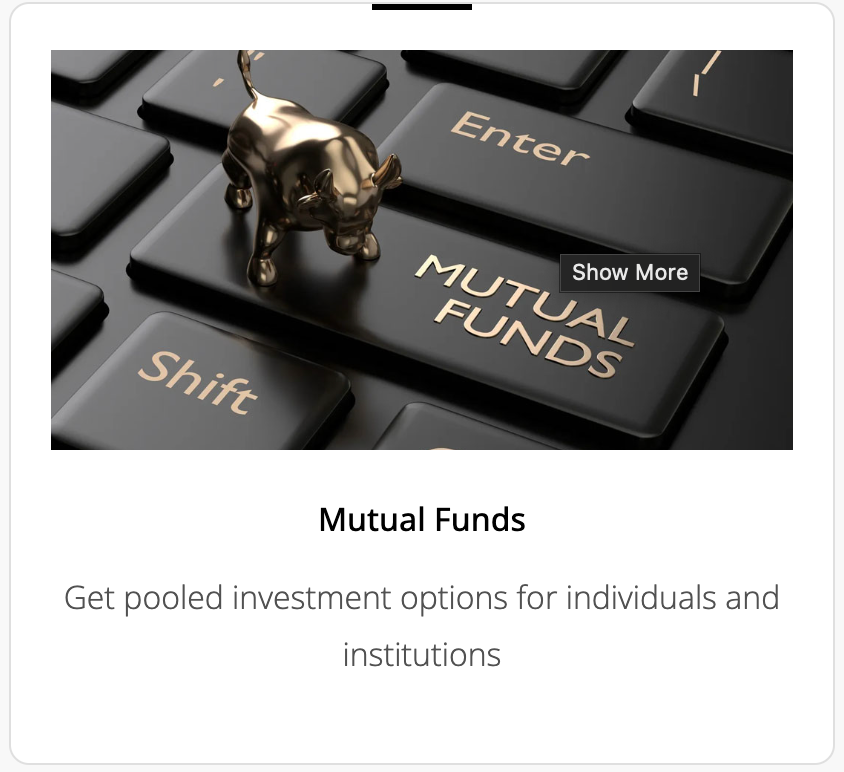 Enter
Show More
MUTUAL
FUNDS
Shift
Mutual Funds
Get pooled investment options for individuals and
institutions